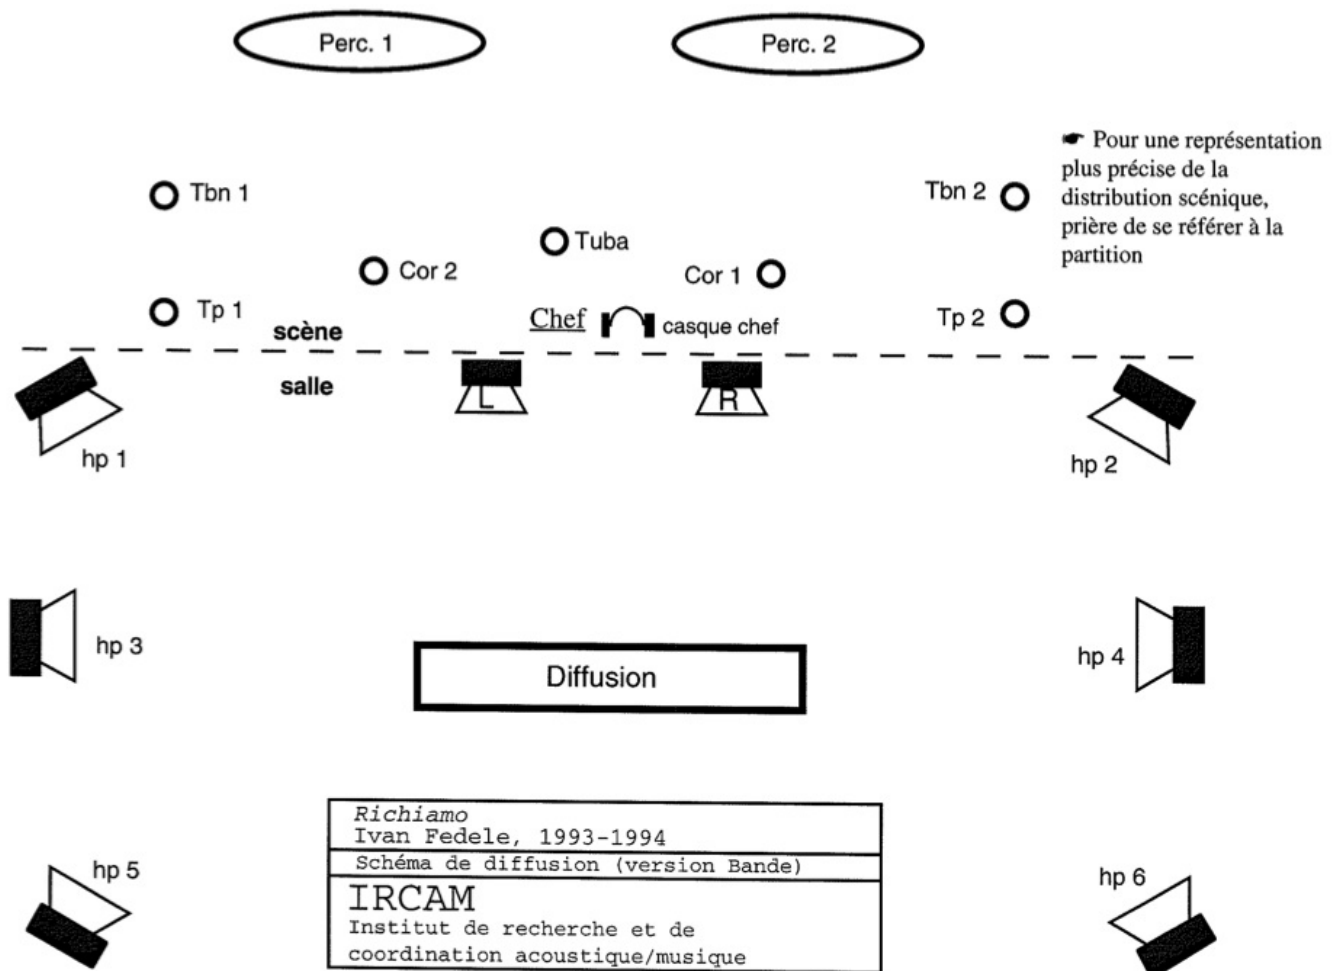 Perc. 1
Perc. 2
☛ Pour une représentation
plus précise de la
distribution scénique,
prière de se référer à la
partition
Tbn 1
Tbn 2
Tuba
Cor 2
Cor 1
Tp 1
Chef
casque chef
Tp 2
scène
salle
L
R
hp 1
hp 2
hp 3
hp 4
Diffusion
Richiamo
Ivan Fedele, 1993-1994
Schéma de diffusion (version Bande)
IRCAM
Institut de recherche et de
coordination acoustique/musique
hp 5
hp 6